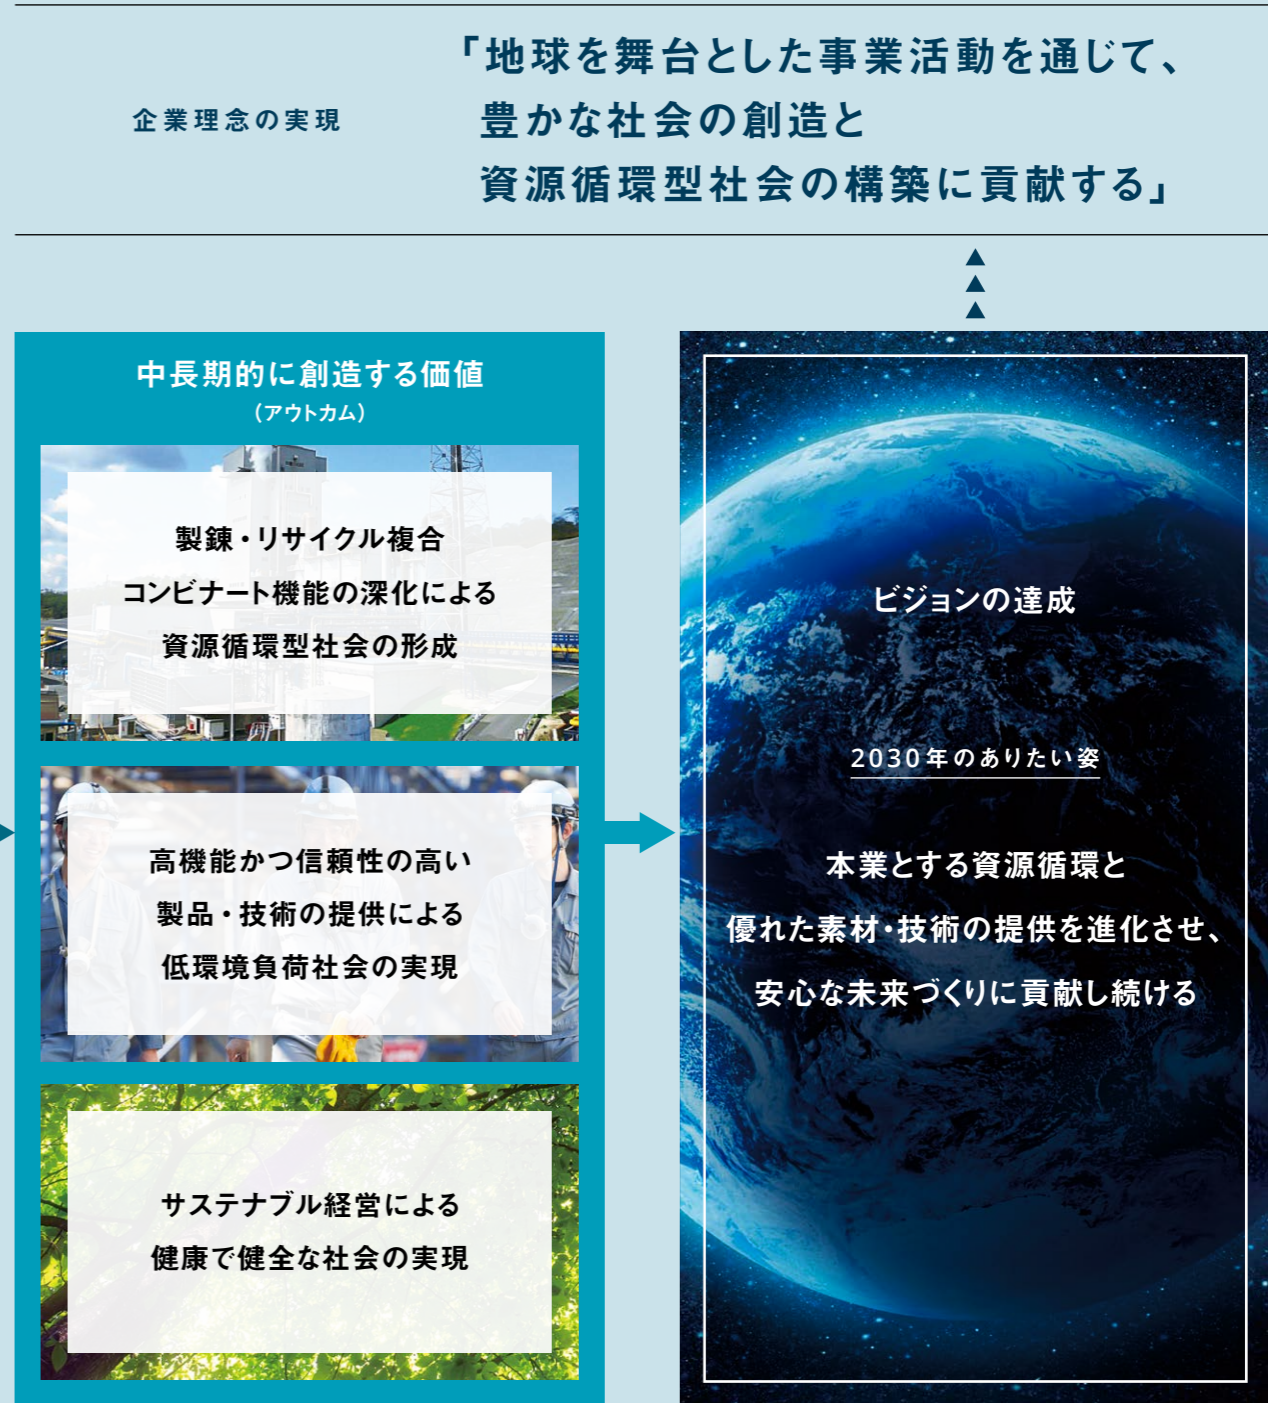 企業理念の実現
「地球を舞台とした事業活動を通じて、
豊かな社会の創造と
資源循環型社会の構築に貢献する」
中長期的に創造する価値
（アウトカム）
製錬・リサイクル複合
コンビナート機能の深化による
資源循環型社会の形成
高機能かつ信頼性の高い
製品・技術の提供による
低環境負荷社会の実現
サステナブル経営による
健康で健全な社会の実現
ビジョンの達成
2030年のありたい姿
本業とする資源循環と
優れた素材・技術の提供を進化させ、
安心な未来づくりに貢献し続ける